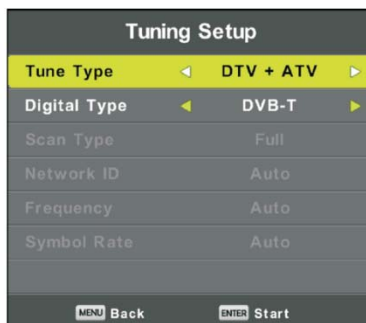 Tuning Setup
Tune Type DTV + ATV
Digital Type DVB-T
Scan Type Full
Network ID Auto
Frequency Auto
Symbol Rate Auto
MENU Back ENTER Start